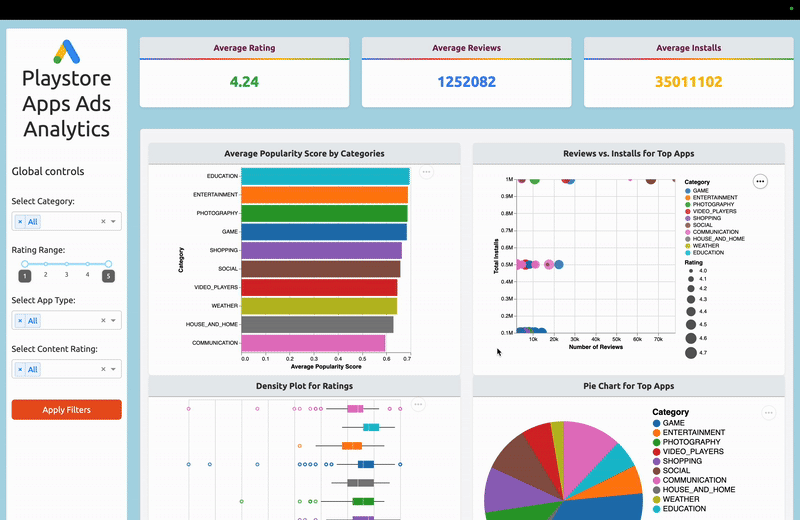 Playstore
Apps Ads
Analytics
Global controls
Select Category:
× All ×
Rating Range:
1 2 3 4 5
Select App Type:
× All ×
Select Content Rating:
× All ×
Apply Filters
Average Rating
4.24
Average Reviews
1252082
Average Installs
35011102
Average Popularity Score by Categories
Category
EDUCATION
ENTERTAINMENT
PHOTOGRAPHY
GAME
SHOPPING
SOCIAL
VIDEO_PLAYERS
WEATHER
HOUSE_AND_HOME
COMMUNICATION
0.0 0.1 0.2 0.3 0.4 0.5 0.6 0.7
Average Popularity Score
Reviews vs. Installs for Top Apps
Total Installs
1M
0.9M
0.8M
0.7M
0.6M
0.5M
0.4M
0.3M
0.2M
0.1M
10k 20k 30k 40k 50k 60k 70k
Number of Reviews
Category
GAME
ENTERTAINMENT
PHOTOGRAPHY
VIDEO_PLAYERS
SHOPPING
SOCIAL
COMMUNICATION
HOUSE_AND_HOME
WEATHER
EDUCATION
Rating
4.0
4.1
4.2
4.3
4.4
4.5
4.6
4.7
Density Plot for Ratings
Pie Chart for Top Apps
Category
GAME
ENTERTAINMENT
PHOTOGRAPHY
VIDEO_PLAYERS
SHOPPING
SOCIAL
COMMUNICATION
HOUSE_AND_HOME
WEATHER
EDUCATION